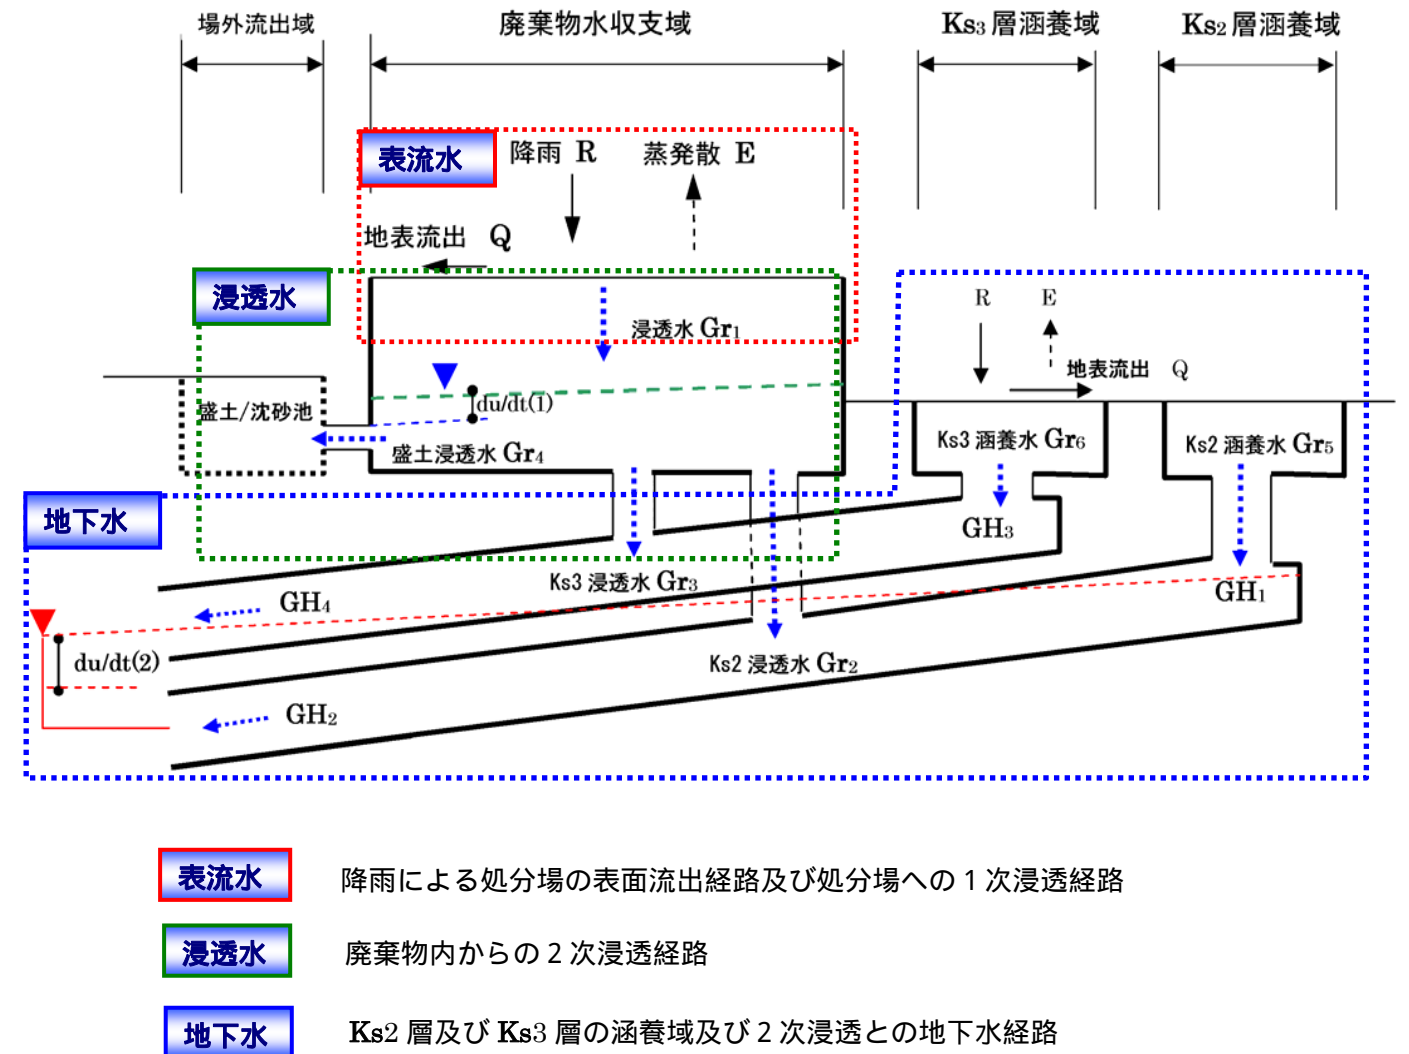 場外流出域
廃棄物水収支域
Ks3 層涵養域
Ks2 層涵養域
表流水
降雨 R
蒸発散 E
地表流出 Q
浸透水
浸透水 Gr1
R
E
地表流出 Q
du/dt(1)
盛土/沈砂池
盛土浸透水 Gr4
Ks3 涵養水 Gr6
Ks2 涵養水 Gr5
地下水
GH3
Ks3 浸透水 Gr3
GH1
GH4
du/dt(2)
Ks2 浸透水 Gr2
GH2
表流水 降雨による処分場の表面流出経路及び処分場への 1 次浸透経路
浸透水 廃棄物内からの 2 次浸透経路
地下水 Ks2 層及び Ks3 層の涵養域及び 2 次浸透との地下水経路